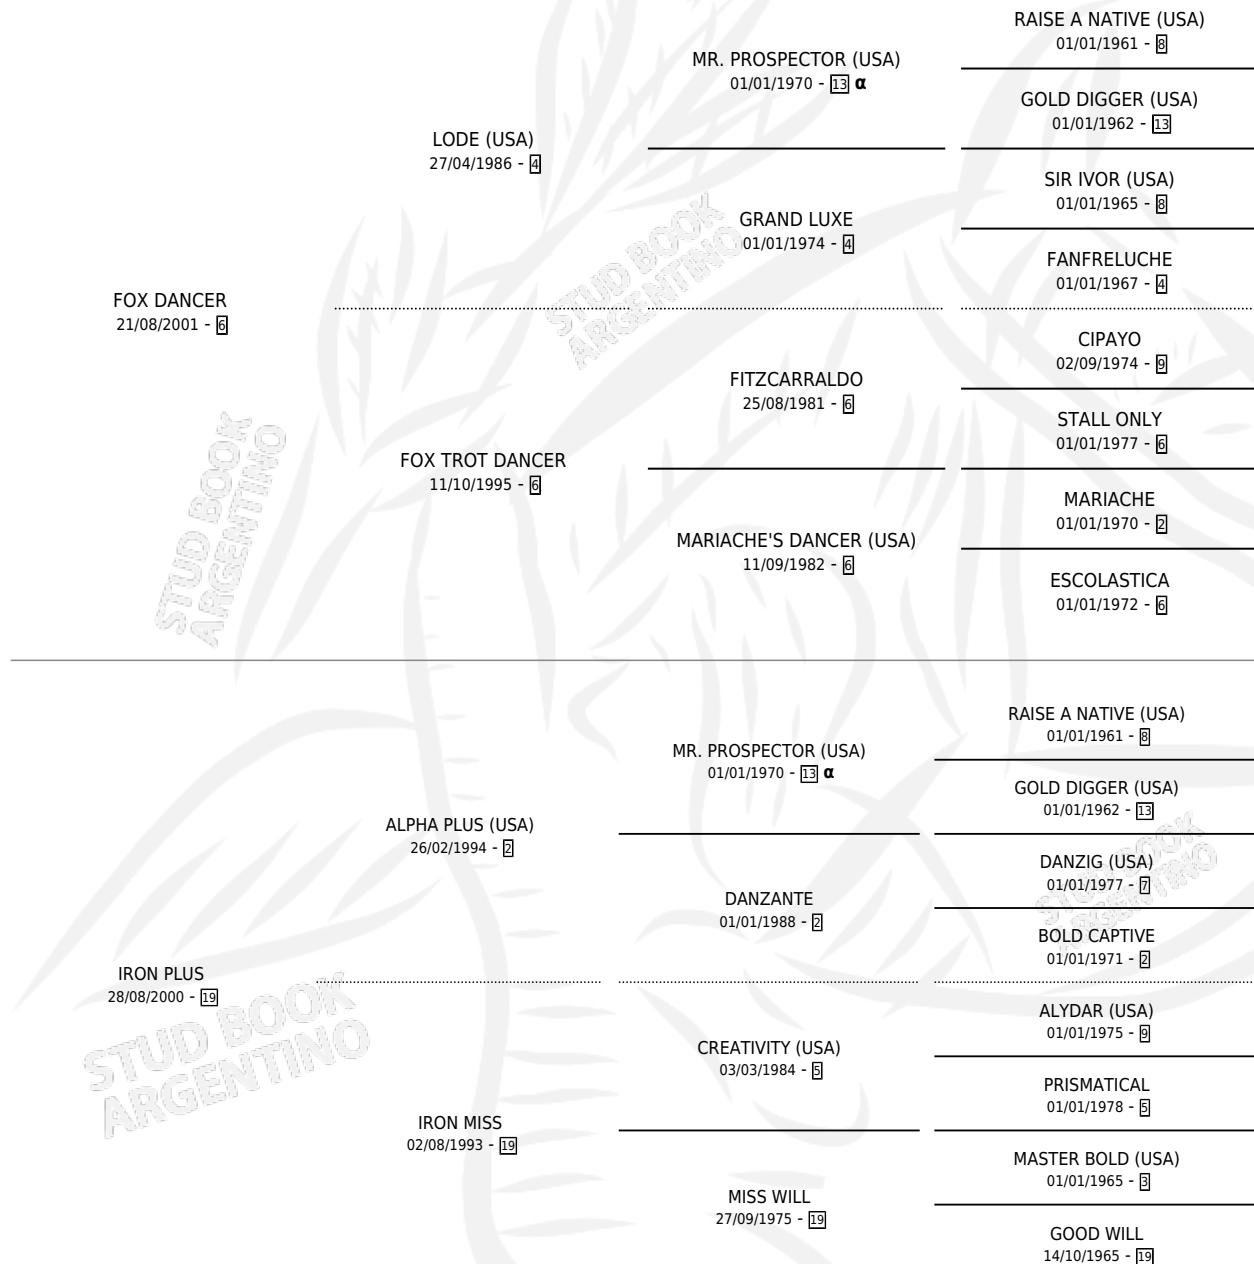 RAISE A NATIVE (USA)
01/01/1961 - 8
MR. PROSPECTOR (USA)
01/01/1970 - 13 α
GOLD DIGGER (USA)
01/01/1962 - 13
LODE (USA)
27/04/1986 - 4
SIR IVOR (USA)
01/01/1965 - 8
GRAND LUXE
01/01/1974 - 4
FANFRELUCHE
01/01/1967 - 4
FOX DANCER
21/08/2001 - 6
CIPAYO
02/09/1974 - 9
FITZCARRALDO
25/08/1981 - 6
STALL ONLY
01/01/1977 - 6
FOX TROT DANCER
11/10/1995 - 6
MARIACHE
01/01/1970 - 2
MARIACHE'S DANCER (USA)
11/09/1982 - 6
ESCOLASTICA
01/01/1972 - 6
STUD BOOK
ARGENTINO
STUD BOOK
ARGENTINO
RAISE A NATIVE (USA)
01/01/1961 - 8
MR. PROSPECTOR (USA)
01/01/1970 - 13 α
GOLD DIGGER (USA)
01/01/1962 - 13
ALPHA PLUS (USA)
26/02/1994 - 2
DANZIG (USA)
01/01/1977 - 7
DANZANTE
01/01/1988 - 2
BOLD CAPTIVE
01/01/1971 - 2
IRON PLUS
28/08/2000 - 19
ALYDAR (USA)
01/01/1975 - 9
CREATIVITY (USA)
03/03/1984 - 5
PRISMATICAL
01/01/1978 - 5
IRON MISS
02/08/1993 - 19
MASTER BOLD (USA)
01/01/1965 - 3
MISS WILL
27/09/1975 - 19
GOOD WILL
14/10/1965 - 19
STUD BOOK
ARGENTINO
STUD BOOK
ARGENTINO